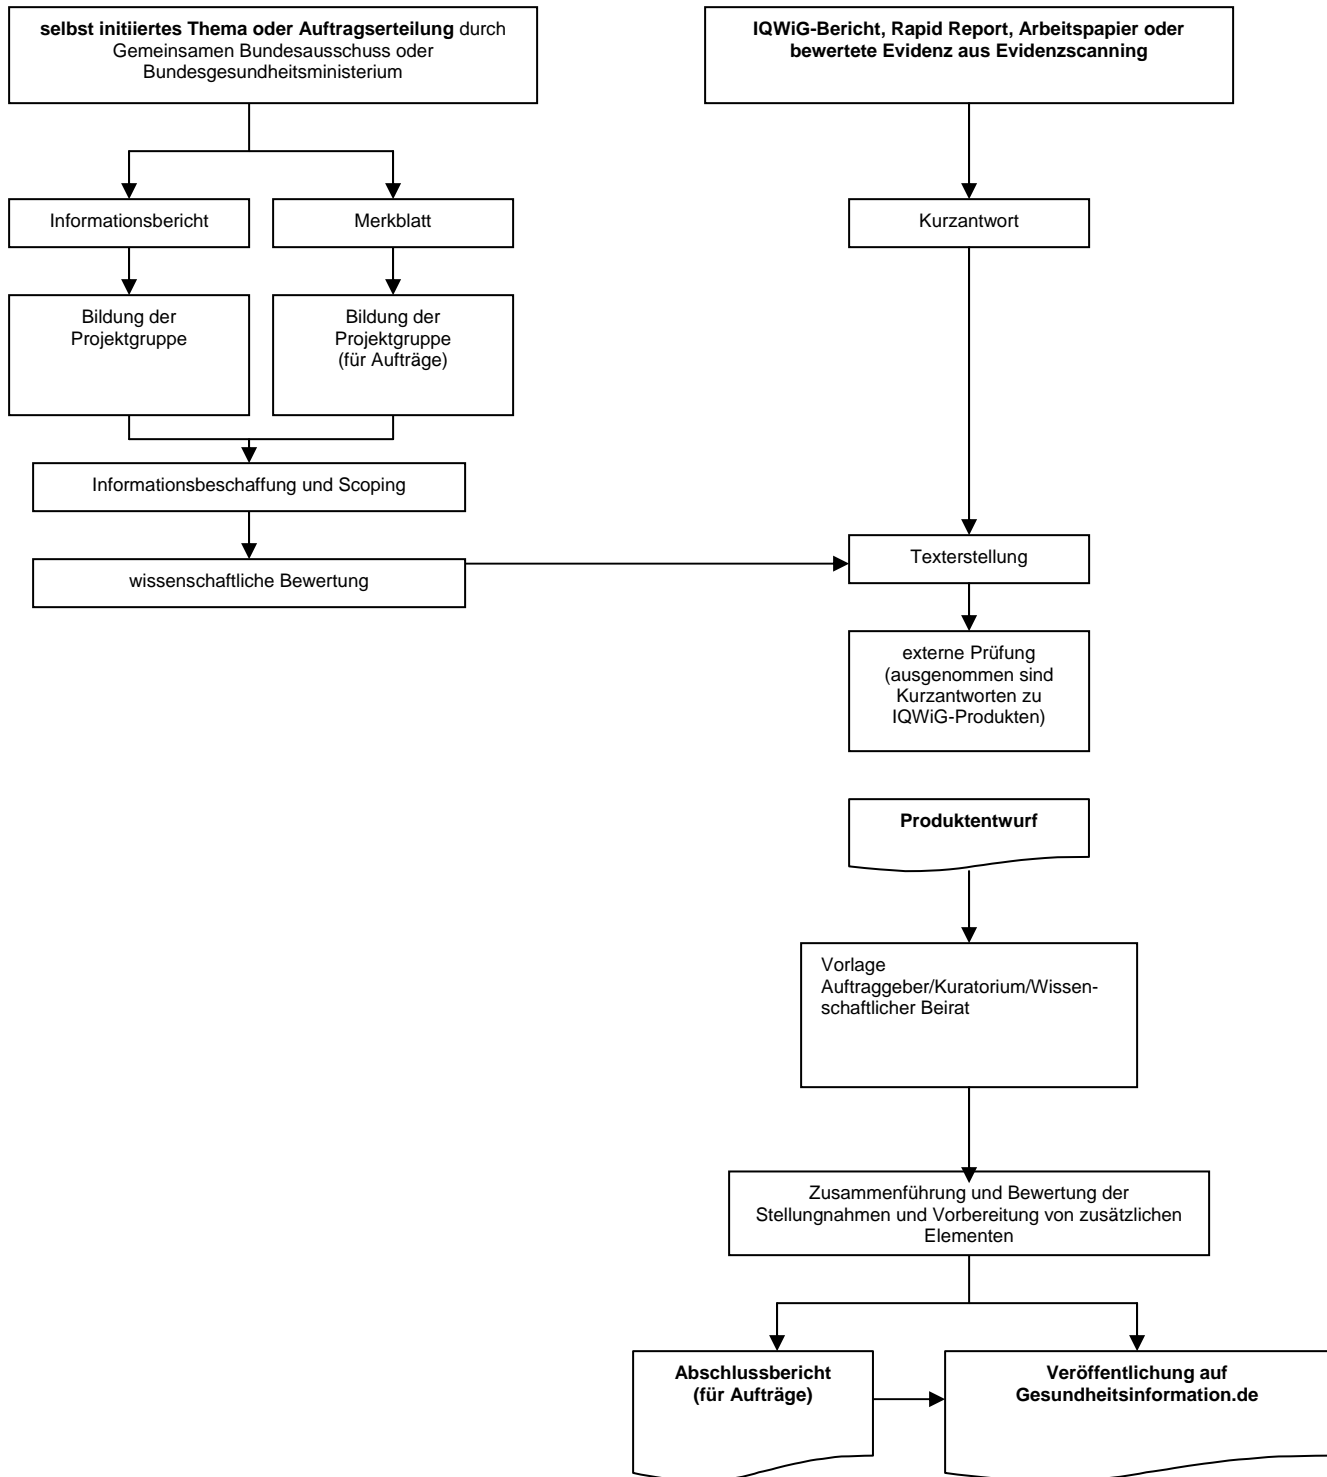 selbst initiiertes Thema oder Auftragserteilung durch
Gemeinsamen Bundesausschuss oder
Bundesgesundheitsministerium
IQWiG-Bericht, Rapid Report, Arbeitspapier oder
bewertete Evidenz aus Evidenzscanning
Informationsbericht
Merkblatt
Kurzantwort
Bildung der
Projektgruppe
Bildung der
Projektgruppe
(für Aufträge)
Informationsbeschaffung und Scoping
wissenschaftliche Bewertung
Texterstellung
externe Prüfung
(ausgenommen sind
Kurzantworten zu
IQWiG-Produkten)
Produktentwurf
Vorlage
Auftraggeber/Kuratorium/Wissen-
schaftlicher Beirat
Zusammenführung und Bewertung der
Stellungnahmen und Vorbereitung von zusätzlichen
Elementen
Abschlussbericht
(für Aufträge)
Veröffentlichung auf
Gesundheitsinformation.de